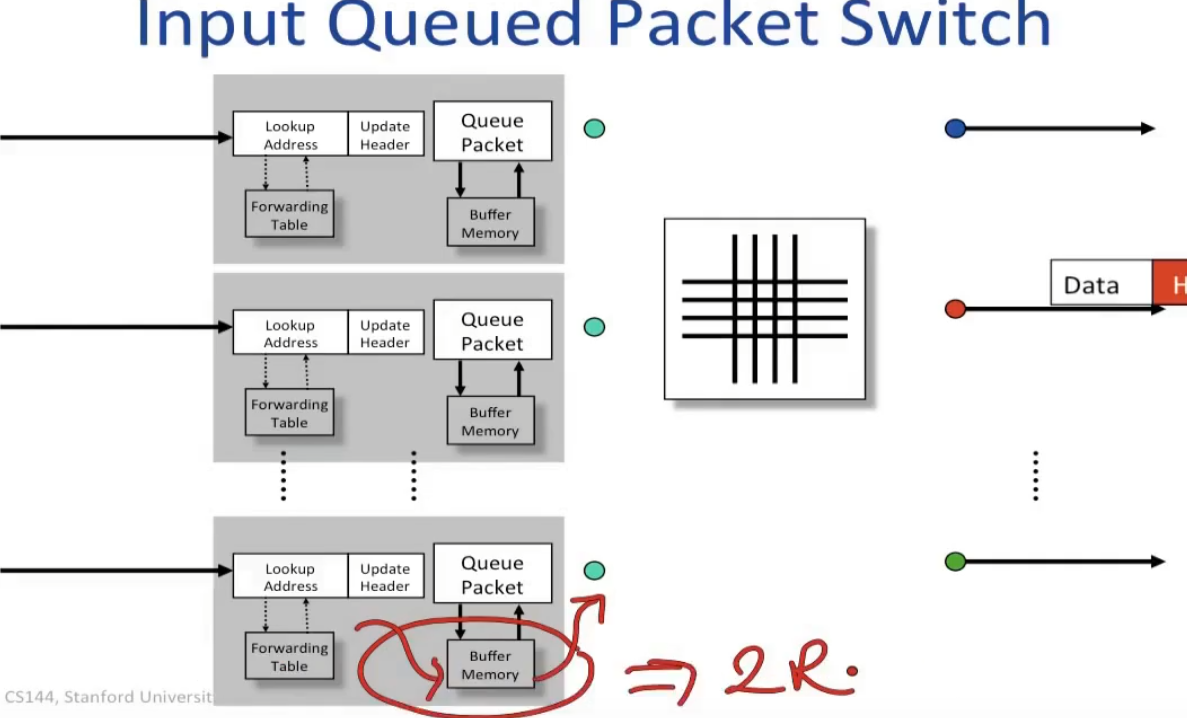 Input Queued Packet Switch
Lookup
Address
Update
Header
Queue
Packet
Forwarding
Table
Buffer
Memory
Data
H
Lookup
Address
Update
Header
Queue
Packet
Forwarding
Table
Buffer
Memory
Lookup
Address
Update
Header
Queue
Packet
Forwarding
Table
Buffer
Memory
⇒ 2R.
CS144, Stanford Universit